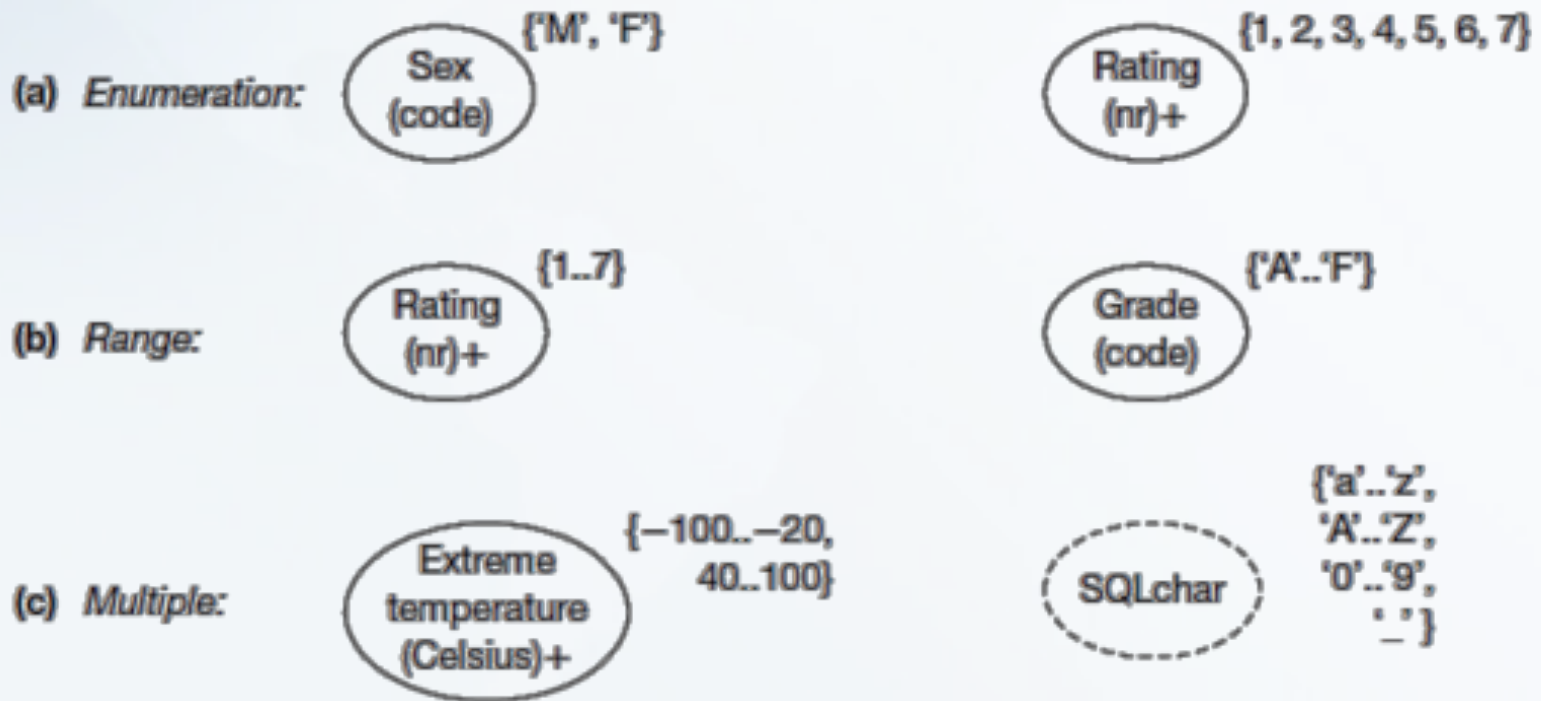 (a) Enumeration:
Sex
(code)
{‘M’, ‘F’}
Rating
(nr)+
{1, 2, 3, 4, 5, 6, 7}
(b) Range:
Rating
(nr)+
{1..7}
Grade
(code)
{‘A’..‘F’}
(c) Multiple:
Extreme
temperature
(Celsius)+
{−100..−20,
40..100}
SQLchar
{‘a’..‘z’,
‘A’..‘Z’,
‘0’..‘9’,
‘_’ }